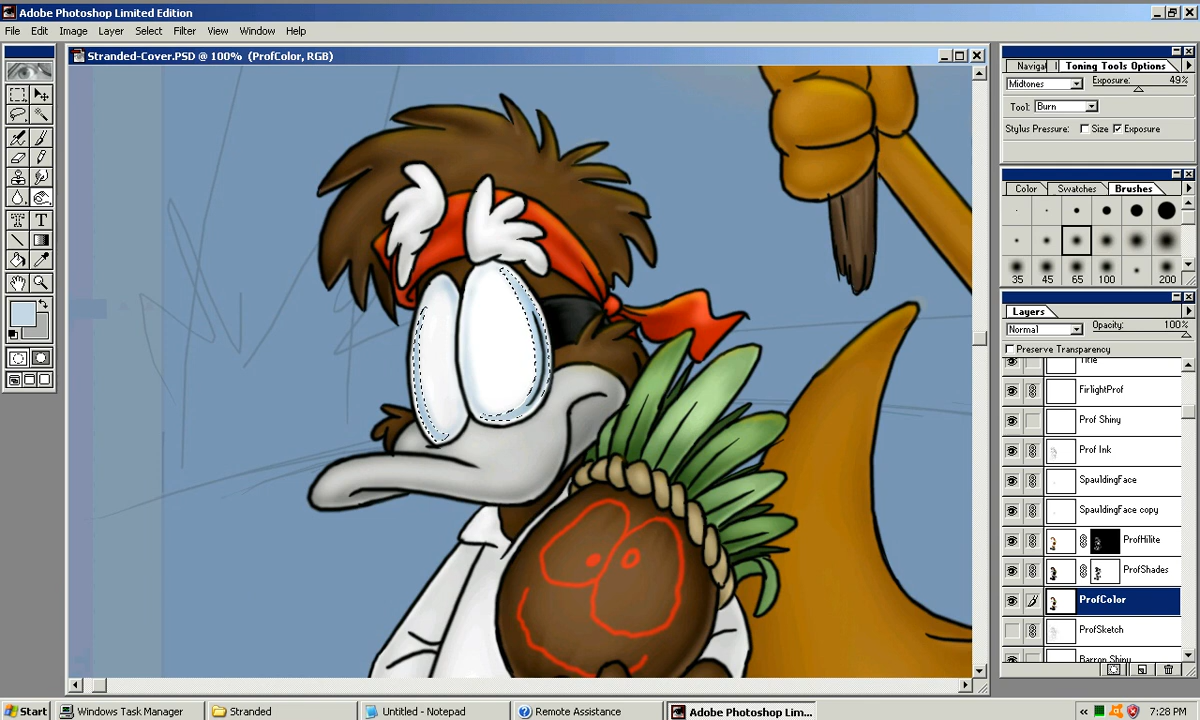 Adobe Photoshop Limited Edition
File Edit Image Layer Select Filter View Window Help
Stranded-Cover.PSD @ 100% (ProfColor, RGB)
Toning Tools Options
Midtones Exposure: 49%
Tool: Burn
Stylus Pressure: Size Exposure
Color Swatches Brushes
35 45 65 100 200
Layers
Normal Opacity: 100%
Preserve Transparency
Title
FirlightProf
Prof Shiny
Prof Ink
SpauldingFace
SpauldingFace copy
ProfHilite
ProfShades
ProfColor
ProfSketch
Barron Shiny
Start Windows Task Manager Stranded Untitled - Notepad Remote Assistance Adobe Photoshop Lim... 7:28 PM